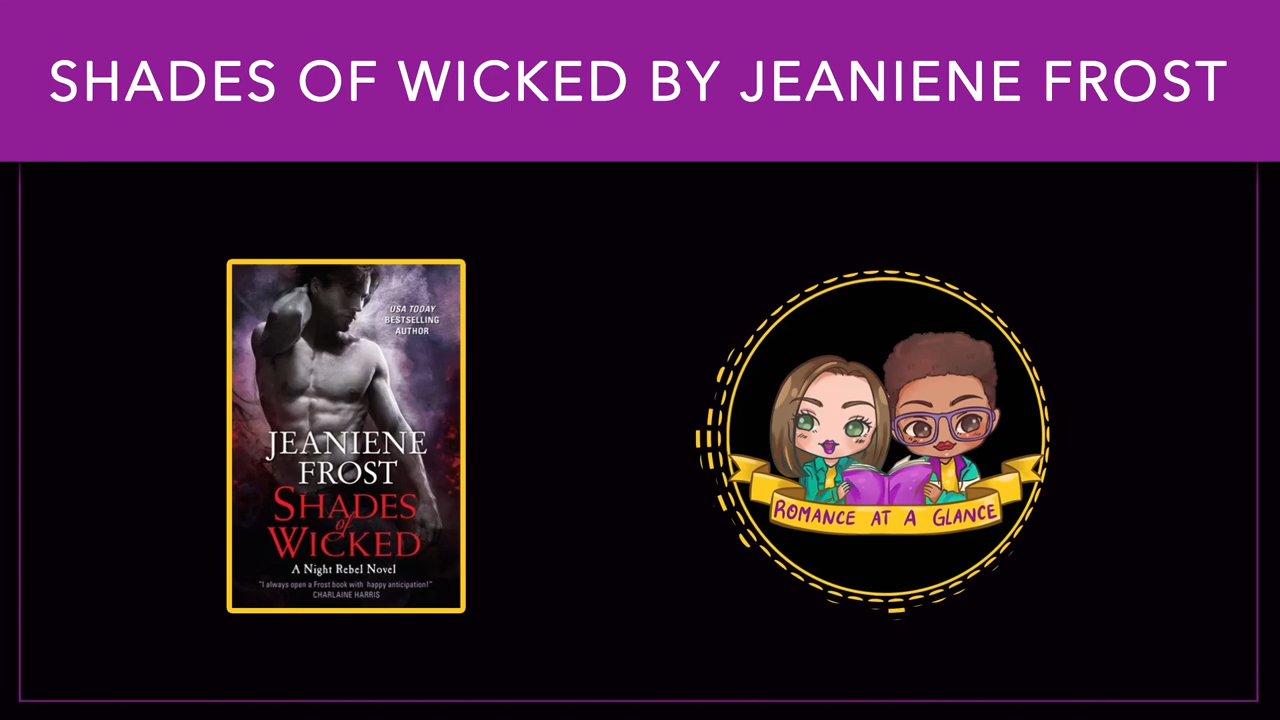 SHADES OF WICKED BY JEANIENE FROST
USA TODAY
BESTSELLING
AUTHOR
JEANIENE
FROST
SHADES
of
WICKED
A Night Rebel Novel
"I always open a Frost book with happy anticipation!"
CHARLAINE HARRIS
ROMANCE AT A GLANCE